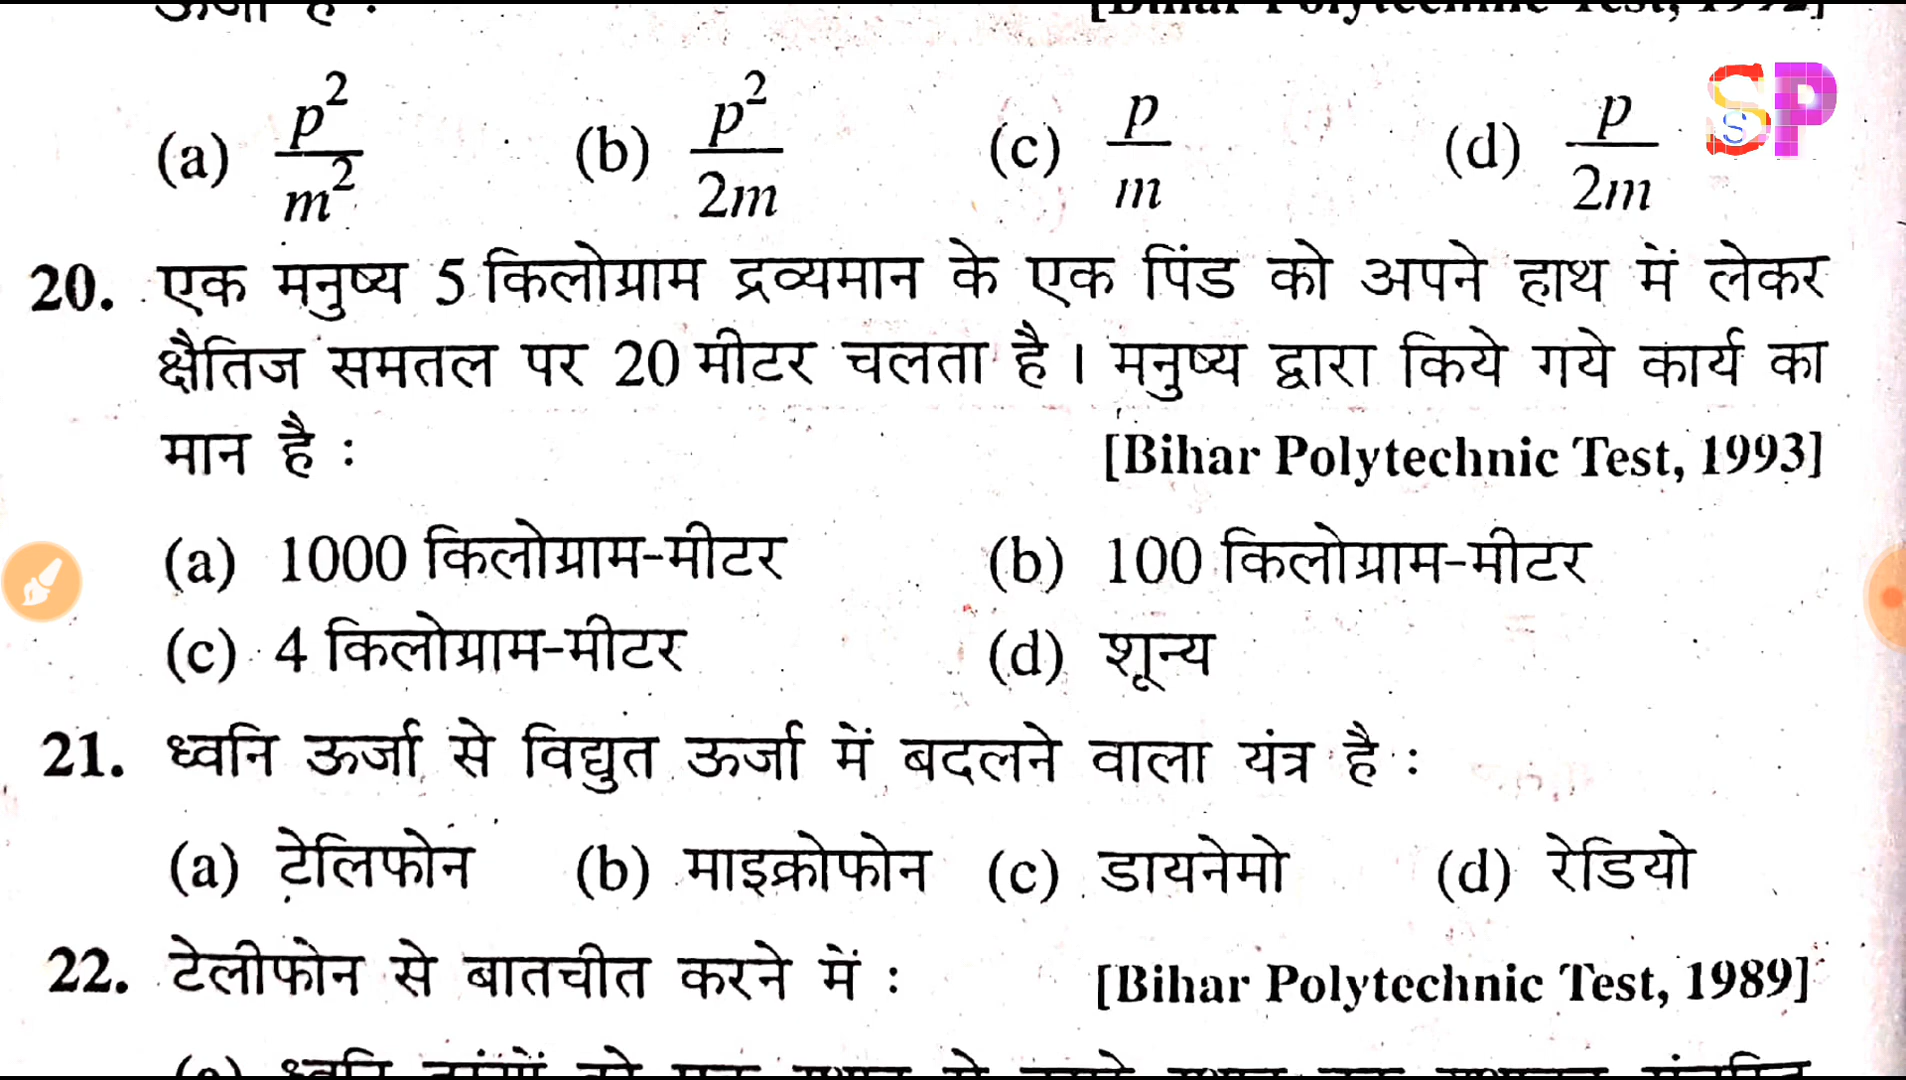 (a) p²/m² (b) p²/2m (c) p/m (d) p/2m
SSP
20. एक मनुष्य 5 किलोग्राम द्रव्यमान के एक पिंड को अपने हाथ में लेकर
क्षैतिज समतल पर 20 मीटर चलता है। मनुष्य द्वारा किये गये कार्य का
मान है : [Bihar Polytechnic Test, 1993]
(a) 1000 किलोग्राम-मीटर (b) 100 किलोग्राम-मीटर
(c) 4 किलोग्राम-मीटर (d) शून्य
21. ध्वनि ऊर्जा से विद्युत ऊर्जा में बदलने वाला यंत्र है :
(a) टेलिफोन (b) माइक्रोफोन (c) डायनेमो (d) रेडियो
22. टेलीफोन से बातचीत करने में : [Bihar Polytechnic Test, 1989]